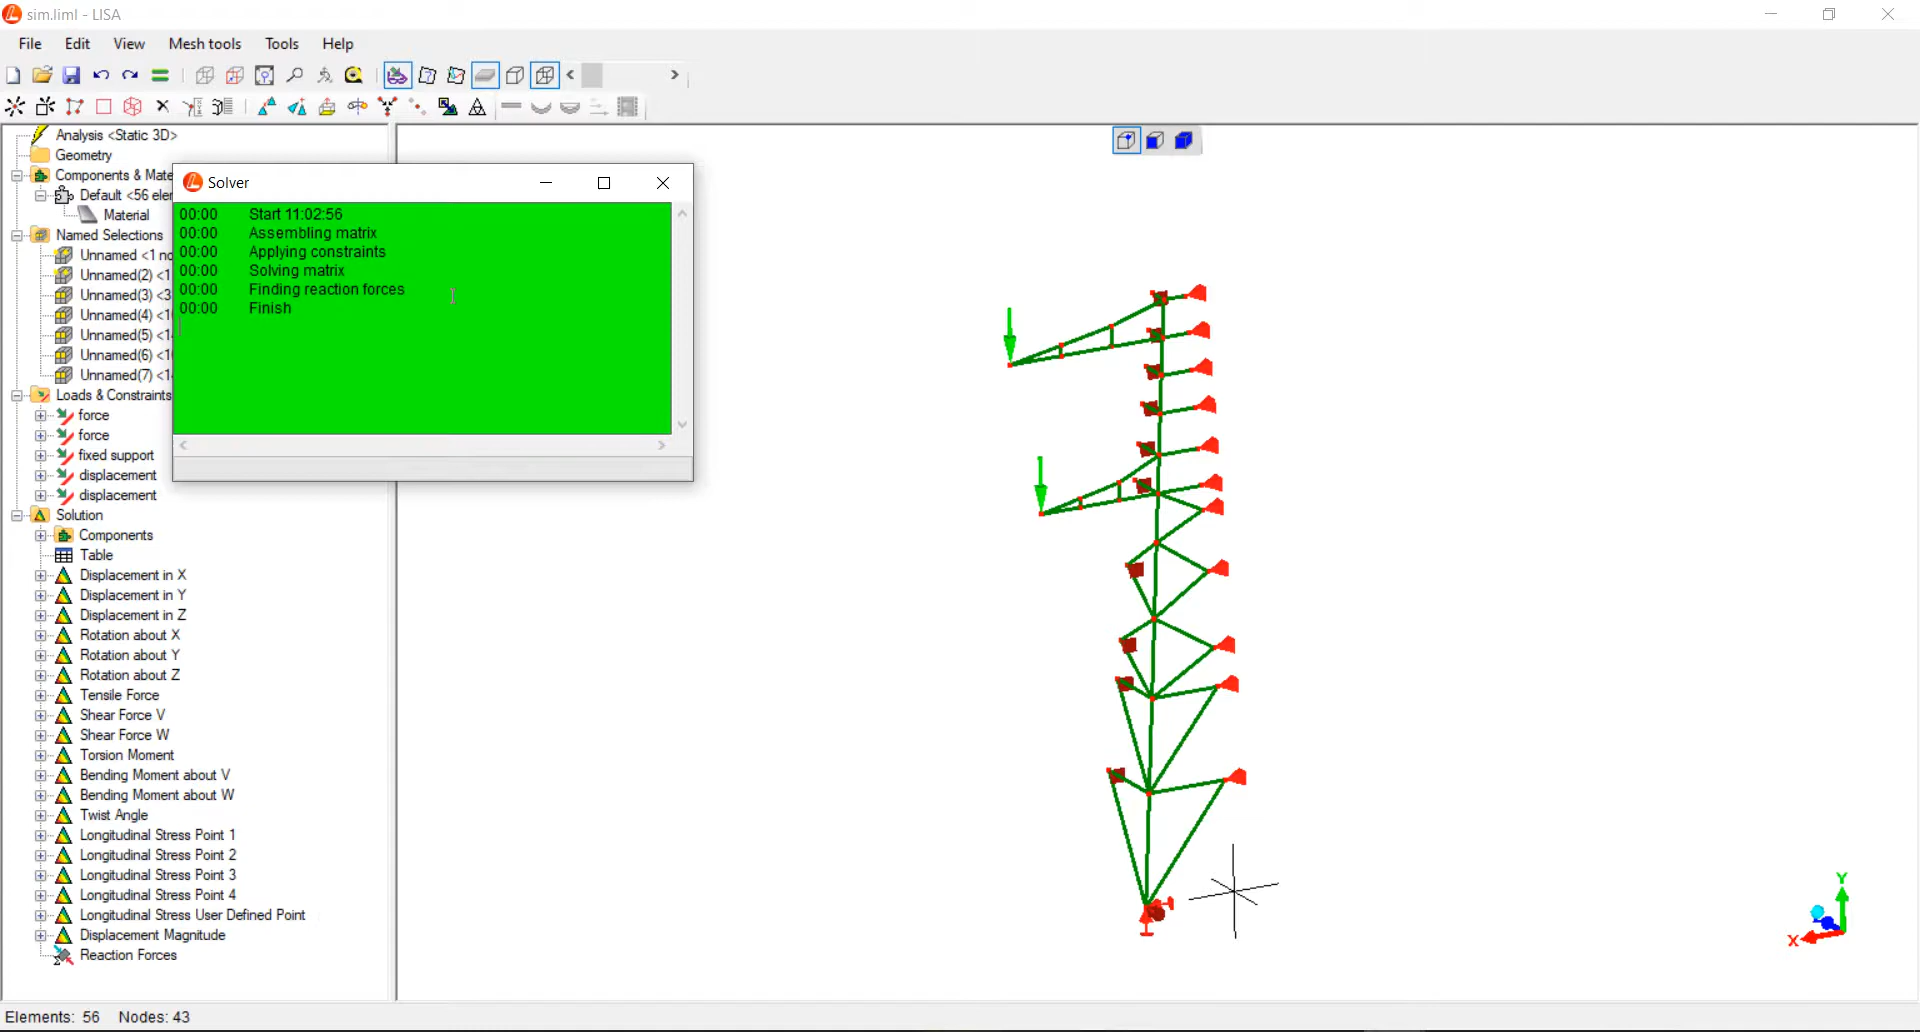 sim.liml - LISA
File Edit View Mesh tools Tools Help
Analysis <Static 3D>
Geometry
Components & Mate
Default <56 eler
Material
Named Selections
Unnamed <1 no
Unnamed(2) <1
Unnamed(3) <3
Unnamed(4) <1
Unnamed(5) <1
Unnamed(6) <1
Unnamed(7) <1
Loads & Constraints
force
force
fixed support
displacement
displacement
Solution
Components
Table
Displacement in X
Displacement in Y
Displacement in Z
Rotation about X
Rotation about Y
Rotation about Z
Tensile Force
Shear Force V
Shear Force W
Torsion Moment
Bending Moment about V
Bending Moment about W
Twist Angle
Longitudinal Stress Point 1
Longitudinal Stress Point 2
Longitudinal Stress Point 3
Longitudinal Stress Point 4
Longitudinal Stress User Defined Point
Displacement Magnitude
Reaction Forces
Solver
00:00 Start 11:02:56
00:00 Assembling matrix
00:00 Applying constraints
00:00 Solving matrix
00:00 Finding reaction forces
00:00 Finish
Y
X
Elements: 56 Nodes: 43